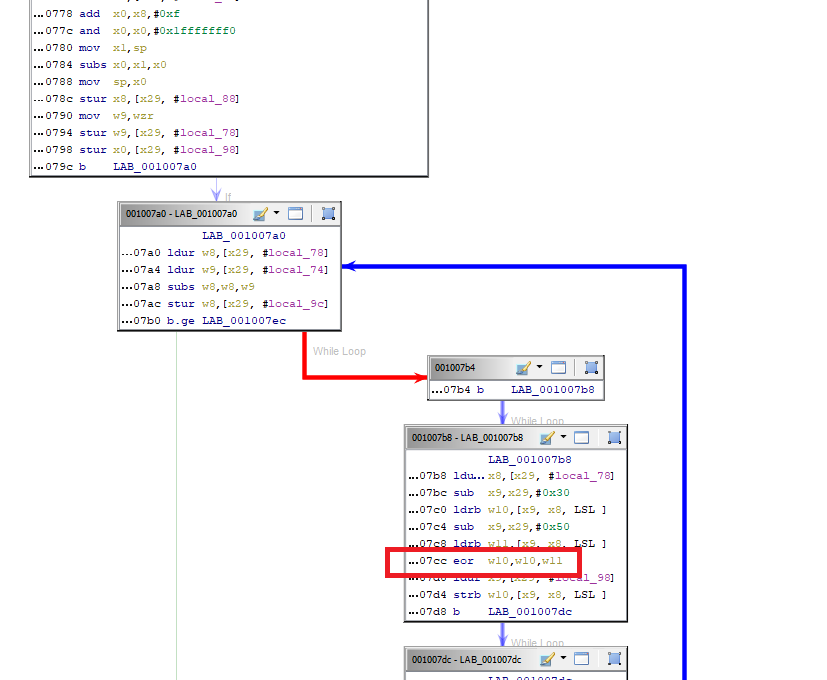 ...0778 add x0,x8,#0xf
...077c and x0,x0,#0x1fffffff0
...0780 mov x1,sp
...0784 subs x0,x1,x0
...0788 mov sp,x0
...078c stur x8,[x29, #local_88]
...0790 mov w9,wzr
...0794 stur w9,[x29, #local_78]
...0798 stur x0,[x29, #local_98]
...079c b LAB_001007a0
If
001007a0 - LAB_001007a0
LAB_001007a0
...07a0 ldur w8,[x29, #local_78]
...07a4 ldur w9,[x29, #local_74]
...07a8 subs w8,w8,w9
...07ac stur w8,[x29, #local_9c]
...07b0 b.ge LAB_001007ec
While Loop
001007b4
...07b4 b LAB_001007b8
While Loop
001007b8 - LAB_001007b8
LAB_001007b8
...07b8 ldu... x8,[x29, #local_78]
...07bc sub x9,x29,#0x30
...07c0 ldrb w10,[x9, x8, LSL ]
...07c4 sub x9,x29,#0x50
...07c8 ldrb w11,[x9, x8, LSL ]
...07cc eor w10,w10,w11
...07d0 ldur x9,[x29, #local_98]
...07d4 strb w10,[x9, x8, LSL ]
...07d8 b LAB_001007dc
While Loop
001007dc - LAB_001007dc
LAB_001007dc